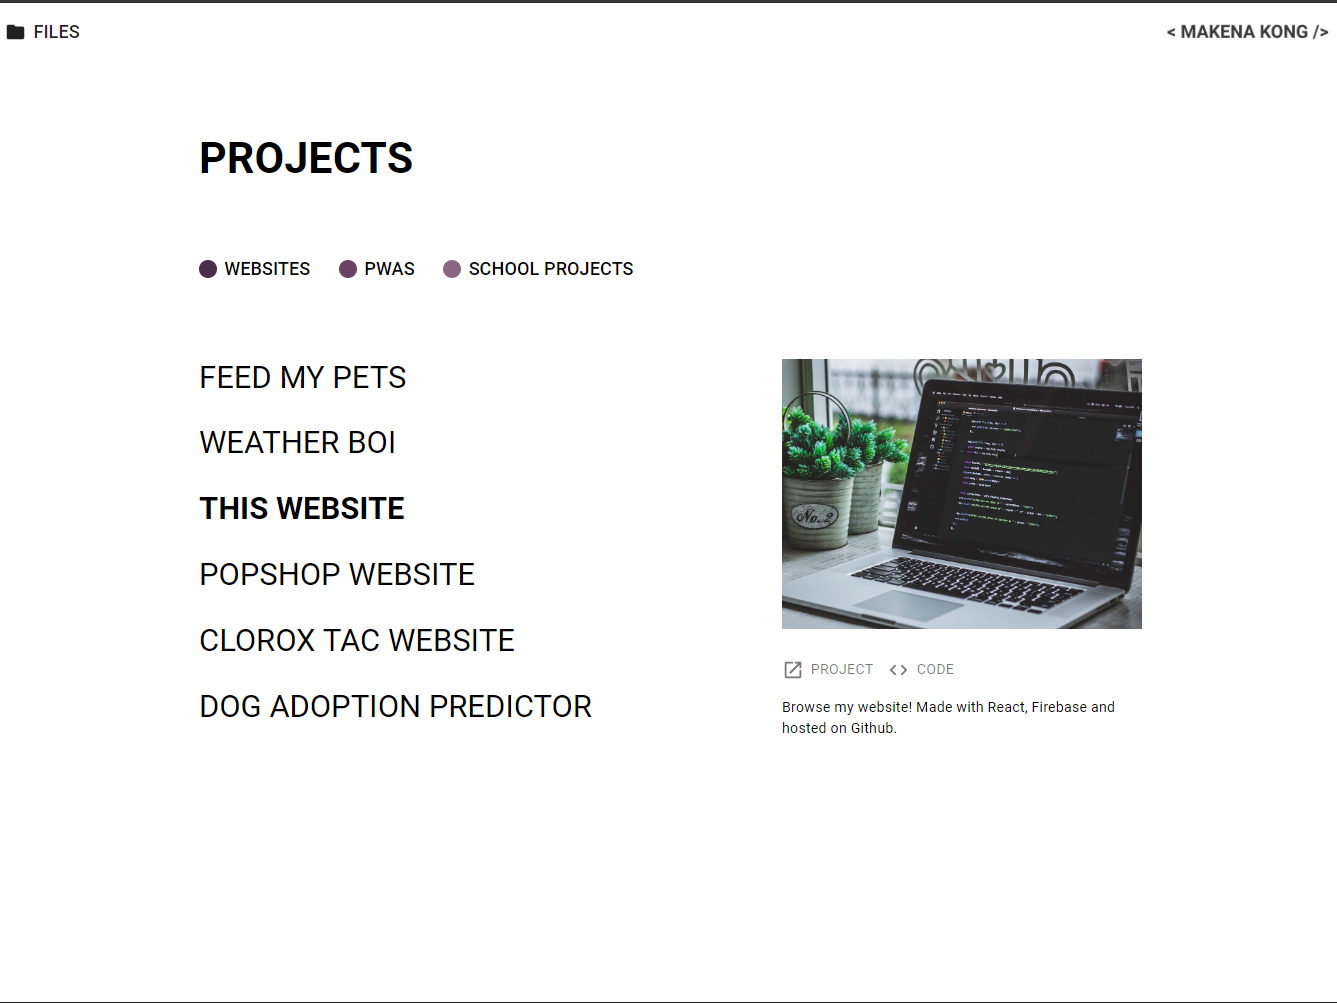 FILES
< MAKENA KONG />
PROJECTS
WEBSITES
PWAS
SCHOOL PROJECTS
FEED MY PETS
WEATHER BOI
THIS WEBSITE
POPSHOP WEBSITE
CLOROX TAC WEBSITE
DOG ADOPTION PREDICTOR
No. 2
PROJECT
CODE
Browse my website! Made with React, Firebase and
hosted on Github.